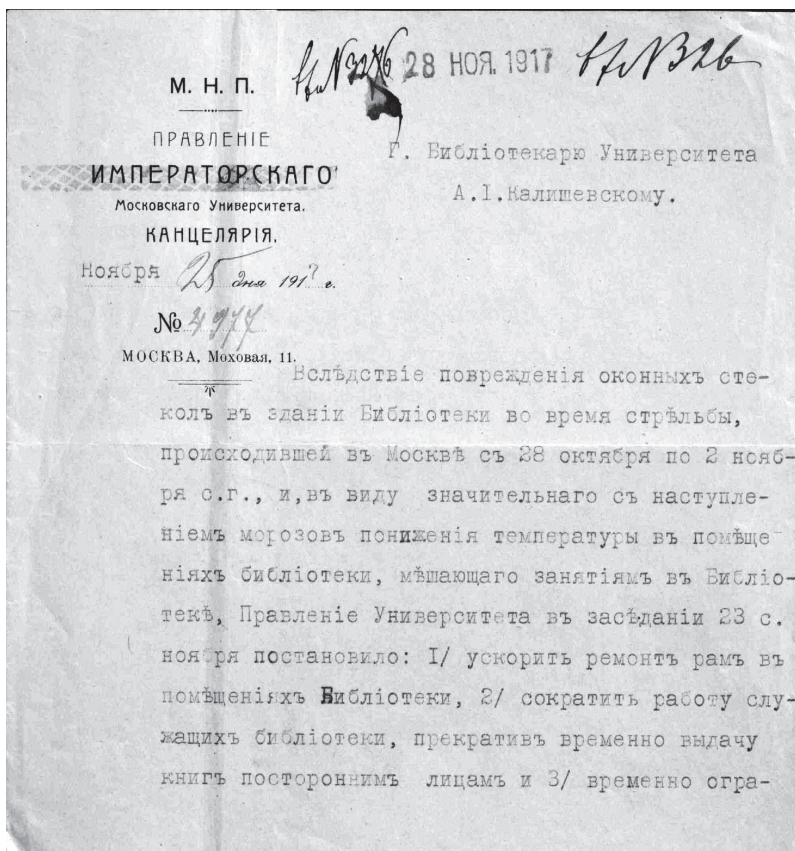 28 НОЯ. 1917
М. Н. П.
ПРАВЛЕНІЕ
ИМПЕРАТОРСКАГО
Московскаго Университета.
КАНЦЕЛЯРІЯ.
Ноября 25 дня 1917 г.
№ 4977
МОСКВА, Моховая, 11.
Г. Библіотекарю Университета
А.І.Калишевскому.
Вслѣдствіе поврежденія оконныхъ сте-
колъ въ зданіи Библіотеки во время стрѣльбы,
происходившей въ Москвѣ съ 28 октября по 2 нояб-
ря с.г., и,въ виду значительнаго съ наступле-
ніемъ морозовъ пониженія температуры въ помѣще-
ніяхъ библіотеки, мѣшающаго занятіямъ въ Библіо-
текѣ, Правленіе Университета въ засѣданіи 23 с.
ноября постановило: I/ ускорить ремонтъ рамъ въ
помѣщеніяхъ Библіотеки, 2/ сократить работу слу-
жащихъ библіотеки, прекративъ временно выдачу
книгъ постороннимъ лицамъ и 3/ временно огра-